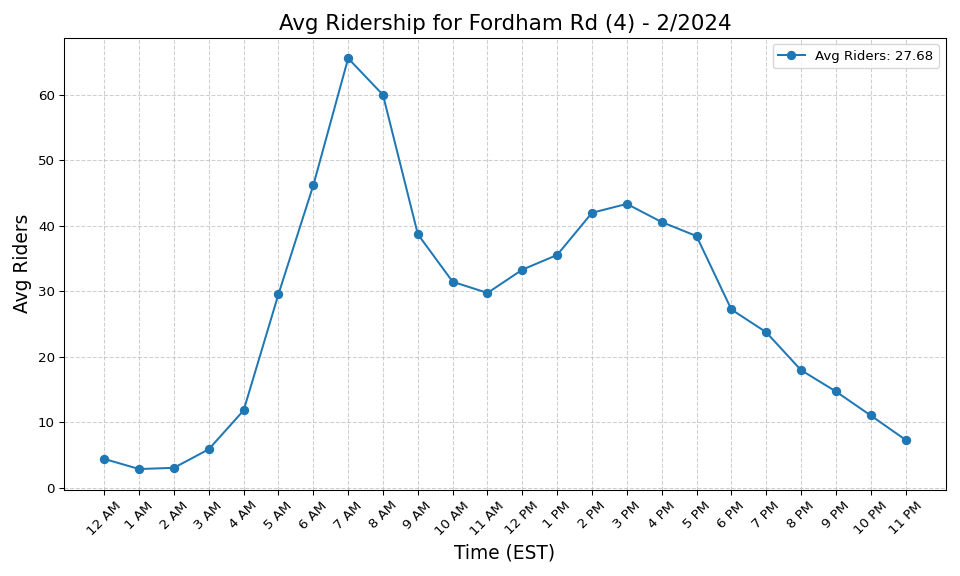 Avg Ridership for Fordham Rd (4) - 2/2024
Avg Riders: 27.68
Avg Riders
60
50
40
30
20
10
0
12 AM
1 AM
2 AM
3 AM
4 AM
5 AM
6 AM
7 AM
8 AM
9 AM
10 AM
11 AM
12 PM
1 PM
2 PM
3 PM
4 PM
5 PM
6 PM
7 PM
8 PM
9 PM
10 PM
11 PM
Time (EST)